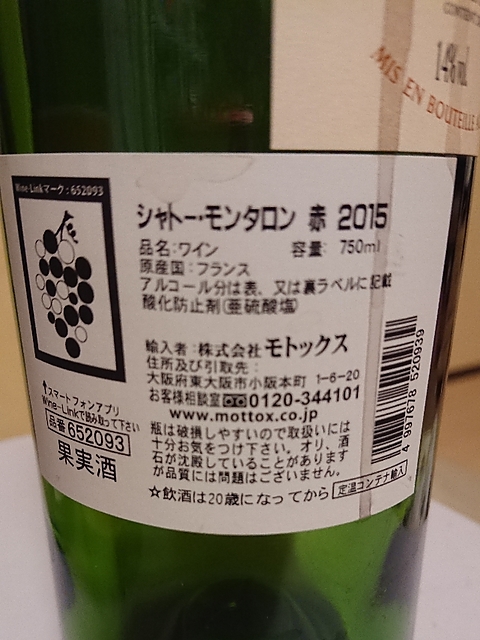 14% vol
MIS EN BOUTEILLE
Wine-Linkマーク:652093
シャトー・モンタロン 赤 2015
品名:ワイン 容量: 750ml
原産国:フランス
アルコール分は表、又は裏ラベルに記載
酸化防止剤(亜硫酸塩)
輸入者:株式会社モトックス
住所及び引取先:
大阪府東大阪市小阪本町 1-6-20
お客様相談室 0120-344101
www.mottox.co.jp
瓶は破損しやすいので取扱いには
十分お気をつけ下さい。オリ、酒
石が沈殿していることがあります
が品質には問題はございません。
☆飲酒は20歳になってから 定温コンテナ輸入
↑スマートフォンアプリ
Wine-Linkで読み取って下さい
品番652093
果実酒
4 997678 520939